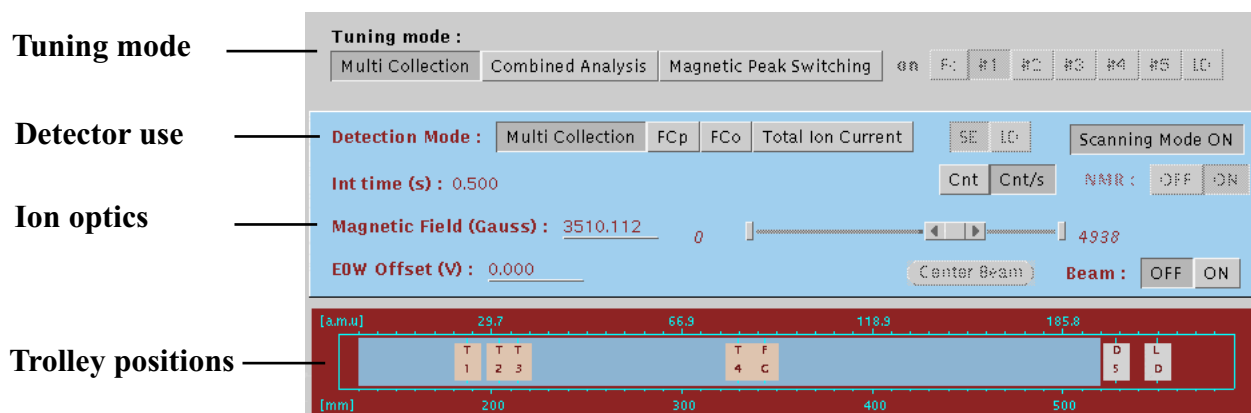 Tuning mode
Tuning mode :
Multi Collection Combined Analysis Magnetic Peak Switching on Fc #1 #2 #3 #4 #5 LD
Detector use
Detection Mode : Multi Collection FCp FCo Total Ion Current SE LD Scanning Mode ON
Int time (s) : 0.500 Cnt Cnt/s NMR : OFF ON
Ion optics
Magnetic Field (Gauss) : 3510.112 0 4938
EOW Offset (V) : 0.000 Center Beam Beam : OFF ON
Trolley positions
[a.m.u] 29.7 66.9 118.9 185.8
T T T T F D L
1 2 3 4 C 5 D
[mm] 200 300 400 500